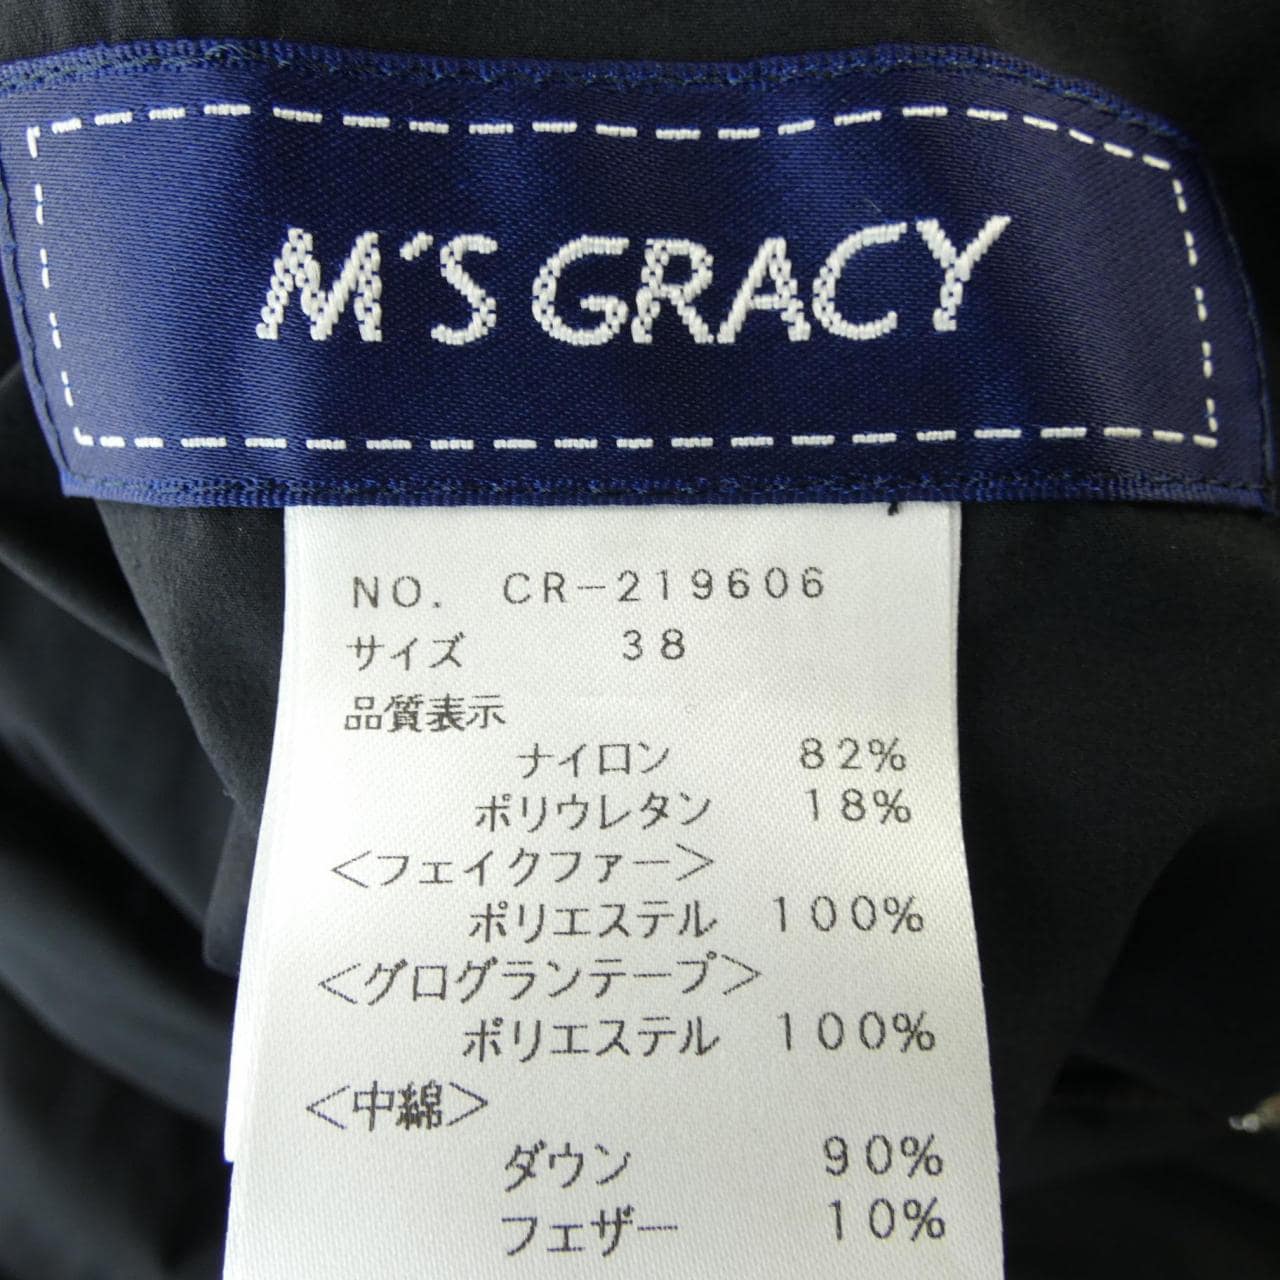 M'S GRACY
NO. CR-219606
サイズ 38
品質表示
ナイロン 82%
ポリウレタン 18%
<フェイクファー>
ポリエステル 100%
<グログランテープ>
ポリエステル 100%
<中綿>
ダウン 90%
フェザー 10%